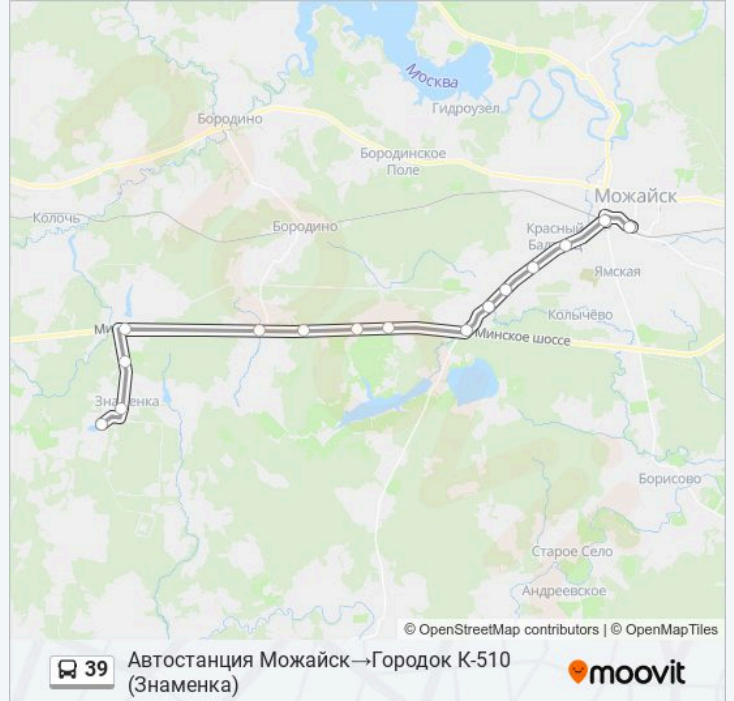 Москва
Гидроузел
Бородино
Бородинское
Поле
Можайск
Колочь
Бородино
Красный
Ямская
Колычёво
Ми
Минское шоссе
Знаменка
Борисово
Старое Село
Андреевское
© OpenStreetMap contributors | © OpenMapTiles
39
Автостанция Можайск→Городок К-510
(Знаменка)
moovit